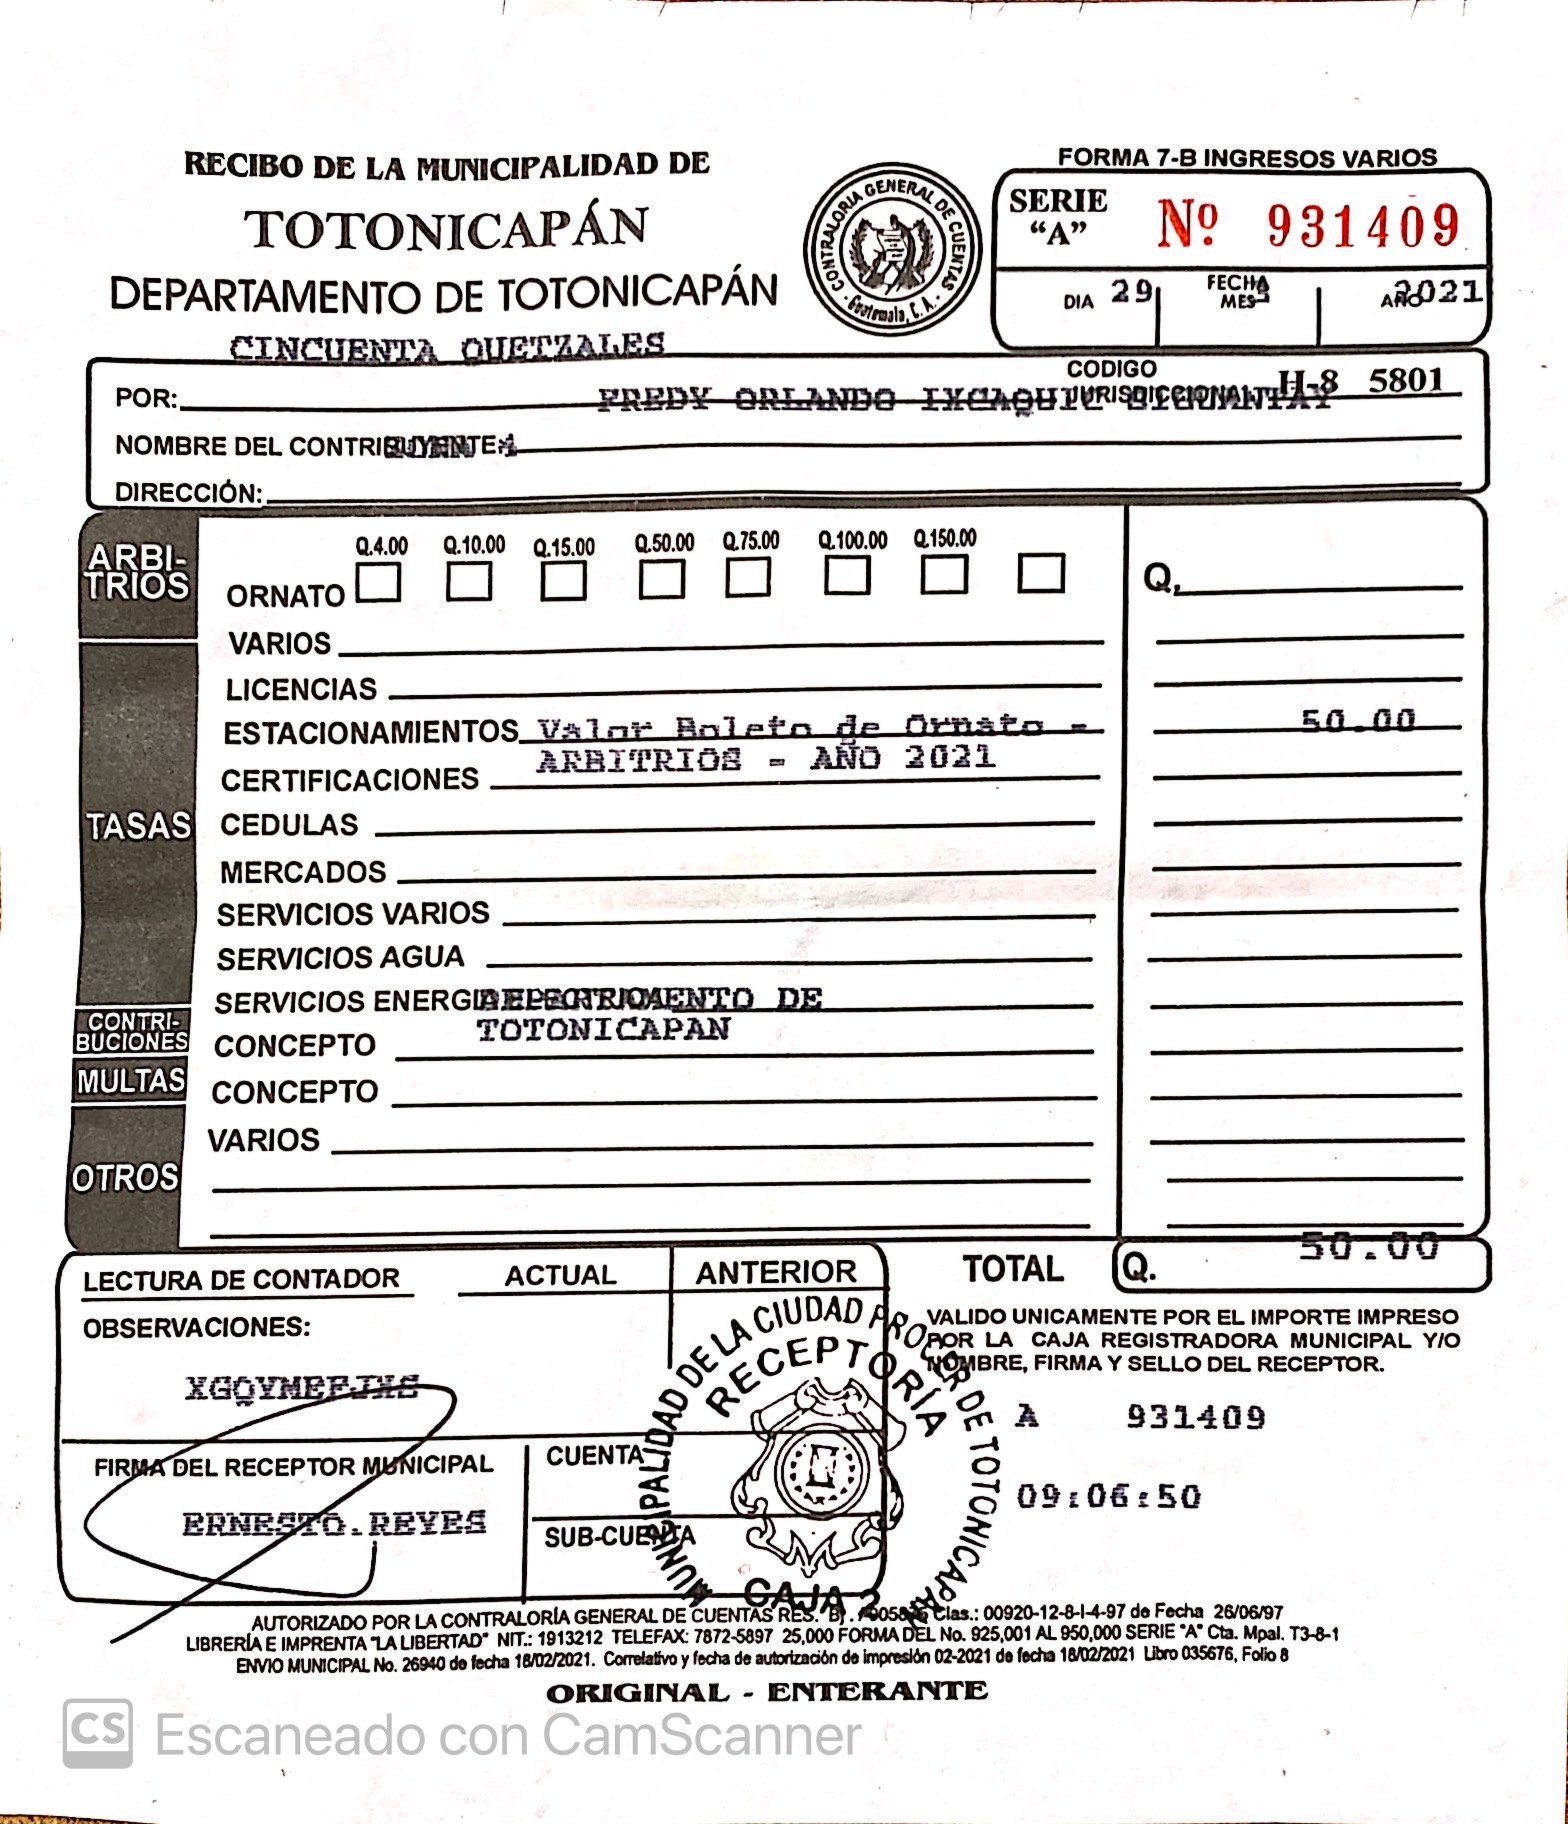 RECIBO DE LA MUNICIPALIDAD DE
TOTONICAPÁN
DEPARTAMENTO DE TOTONICAPÁN
CINCUENTA QUETZALES
CONTRALORIA GENERAL DE CUENTAS
Guatemala, C. A.
FORMA 7-B INGRESOS VARIOS
SERIE "A" Nº 931409
FECHA
DIA 29 MES AÑO 2021
CODIGO JURISDICCIONAL H-8 5801
POR: FREDY ORLANDO IXCAQUIC
NOMBRE DEL CONTRIBUYENTE:
DIRECCIÓN:
ARBI-TRIOS
Q.4.00 Q.10.00 Q.15.00 Q.50.00 Q.75.00 Q.100.00 Q.150.00
ORNATO Q.
VARIOS
LICENCIAS
ESTACIONAMIENTOS Valor Boleto de Ornato - 50.00
ARBITRIOS - AÑO 2021
CERTIFICACIONES
TASAS
CEDULAS
MERCADOS
SERVICIOS VARIOS
SERVICIOS AGUA
SERVICIOS ENERGIA DE
TOTONICAPAN
CONTRI-BUCIONES
CONCEPTO
MULTAS
CONCEPTO
VARIOS
OTROS
TOTAL Q. 50.00
LECTURA DE CONTADOR ACTUAL ANTERIOR
OBSERVACIONES:
VALIDO UNICAMENTE POR EL IMPORTE IMPRESO
POR LA CAJA REGISTRADORA MUNICIPAL Y/O
NOMBRE, FIRMA Y SELLO DEL RECEPTOR.
A 931409
09:06:50
FIRMA DEL RECEPTOR MUNICIPAL
ERNESTO.REYES
CUENTA
SUB-CUENTA
MUNICIPALIDAD DE LA CIUDAD PROCER DE TOTONICAPAN
RECEPTORÍA
CAJA 2
AUTORIZADO POR LA CONTRALORÍA GENERAL DE CUENTAS RES. Clas.: 00920-12-8-I-4-97 de Fecha 26/06/97
LIBRERÍA E IMPRENTA "LA LIBERTAD" NIT.: 1913212 TELEFAX: 7872-5897 25,000 FORMA DEL No. 925,001 AL 950,000 SERIE "A" Cta. Mpal. T3-8-1
ENVIO MUNICIPAL No. 26940 de fecha 18/02/2021. Correlativo y fecha de autorización de impresión 02-2021 de fecha 18/02/2021 Libro 035676, Folio 8
ORIGINAL - ENTERANTE
CS Escaneado con CamScanner